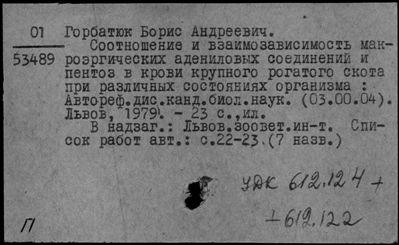 01 Горбатюк Борис Андреевич.
53489 Соотношение и взаимозависимость мак-
роэргических адениловых соединений и
пентоз в крови крупного рогатого скота
при различных состояниях организма :
Автореф.дис.канд.биол.наук. (03.00.04).
Львов, 1979. - 23 с.,ил.
В надзаг.: Львов.зоовет.ин-т. Спи-
сок работ авт.: с.22-23 (7 назв.)
УДК 612.124 +
+612.122
П